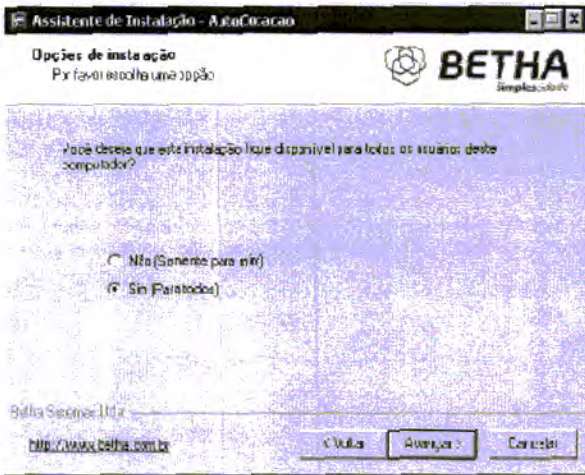 Assistente de Instalação - AutoCotacao
Opções de instalação
Por favor escolha uma opção
BETHA
Simplescidade
Você deseja que esta instalação fique disponível para todos os usuários deste
computador?
Não (Somente para mim)
Sim (Para todos)
Betha Sistemas Ltda
http://www.betha.com.br
< Voltar
Avançar >
Cancelar